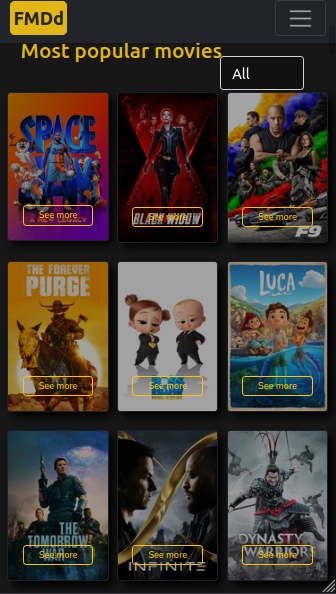 FMDd
Most popular movies
All
SPACE
A NEW LEGACY
See more
BLACK WIDOW
See more
F9
See more
THE FOREVER
PURGE
See more
See more
LUCA
See more
THE
TOMORROW
WAR
See more
INFINITE
See more
DYNASTY
WARRIORS
See more